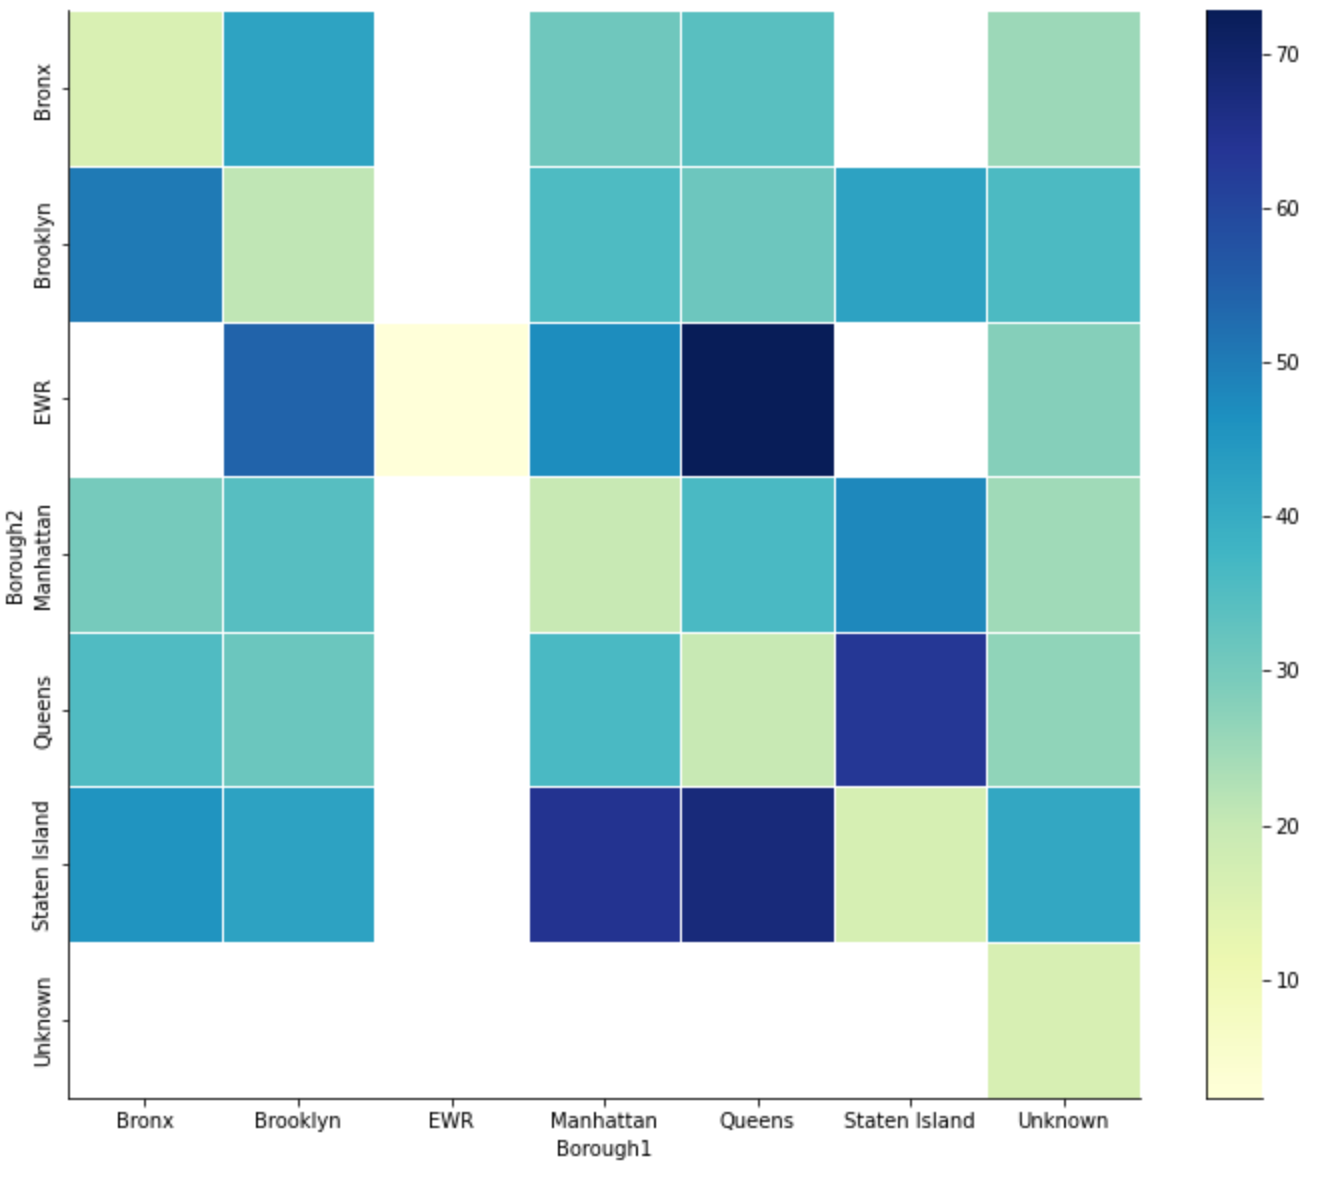 Borough2
Bronx
Brooklyn
EWR
Manhattan
Queens
Staten Island
Unknown
Bronx Brooklyn EWR Manhattan Queens Staten Island Unknown
Borough1
70
60
50
40
30
20
10